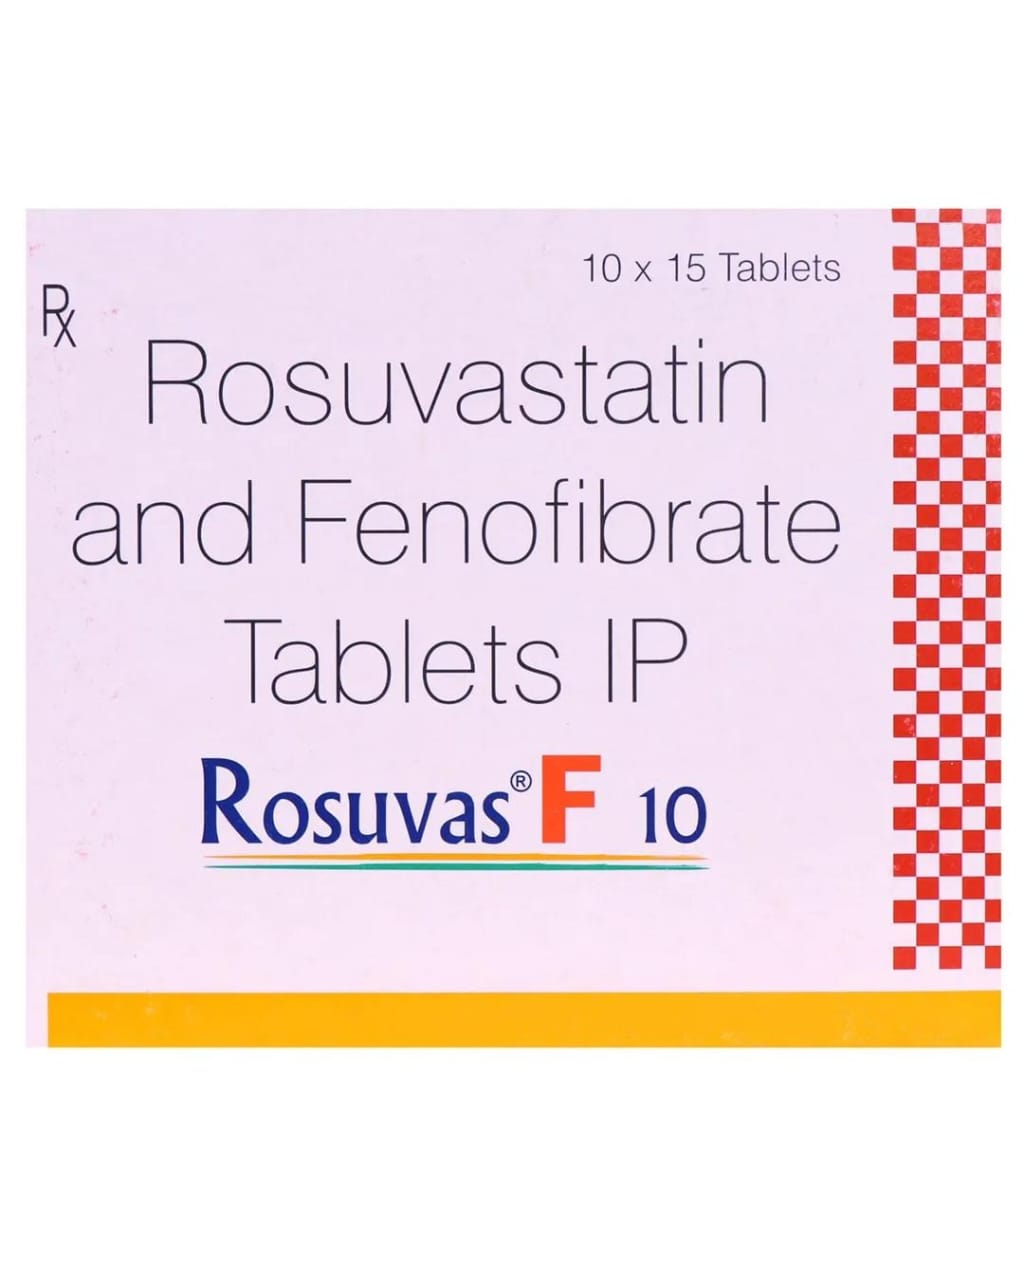 10 x 15 Tablets
Rx
Rosuvastatin
and Fenofibrate
Tablets IP
Rosuvas® F 10